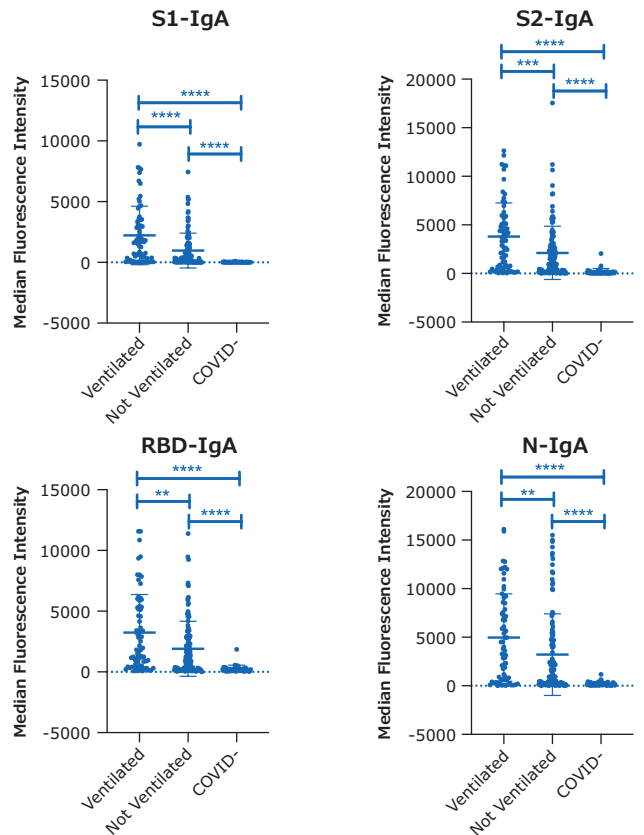 S1-IgA
Median Fluorescence Intensity
15000
10000
5000
0
-5000
****
****
****
Ventilated
Not Ventilated
COVID-
S2-IgA
Median Fluorescence Intensity
20000
15000
10000
5000
0
-5000
****
***
****
Ventilated
Not Ventilated
COVID-
RBD-IgA
Median Fluorescence Intensity
15000
10000
5000
0
-5000
****
**
****
Ventilated
Not Ventilated
COVID-
N-IgA
Median Fluorescence Intensity
20000
15000
10000
5000
0
-5000
****
**
****
Ventilated
Not Ventilated
COVID-